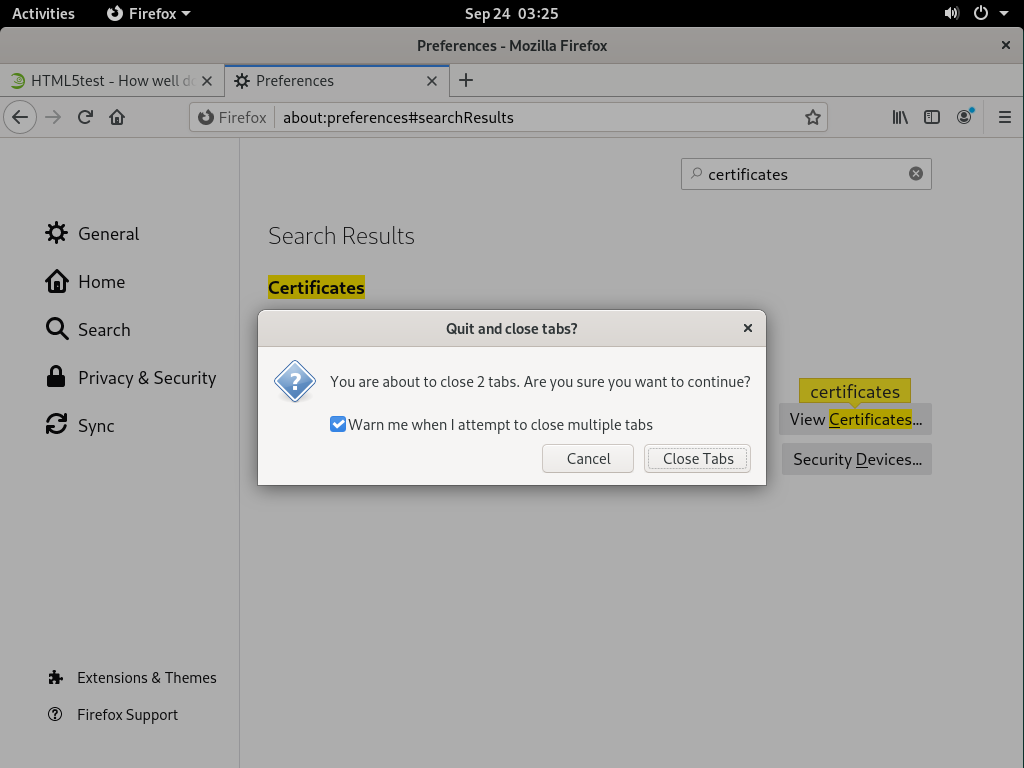 Activities Firefox Sep 24 03:25
Preferences - Mozilla Firefox
HTML5test - How well do Preferences
Firefox about:preferences#searchResults
certificates
General
Home
Search
Privacy & Security
Sync
Extensions & Themes
Firefox Support
Search Results
Certificates
certificates
View Certificates...
Security Devices...
Quit and close tabs?
You are about to close 2 tabs. Are you sure you want to continue?
Warn me when I attempt to close multiple tabs
Cancel Close Tabs